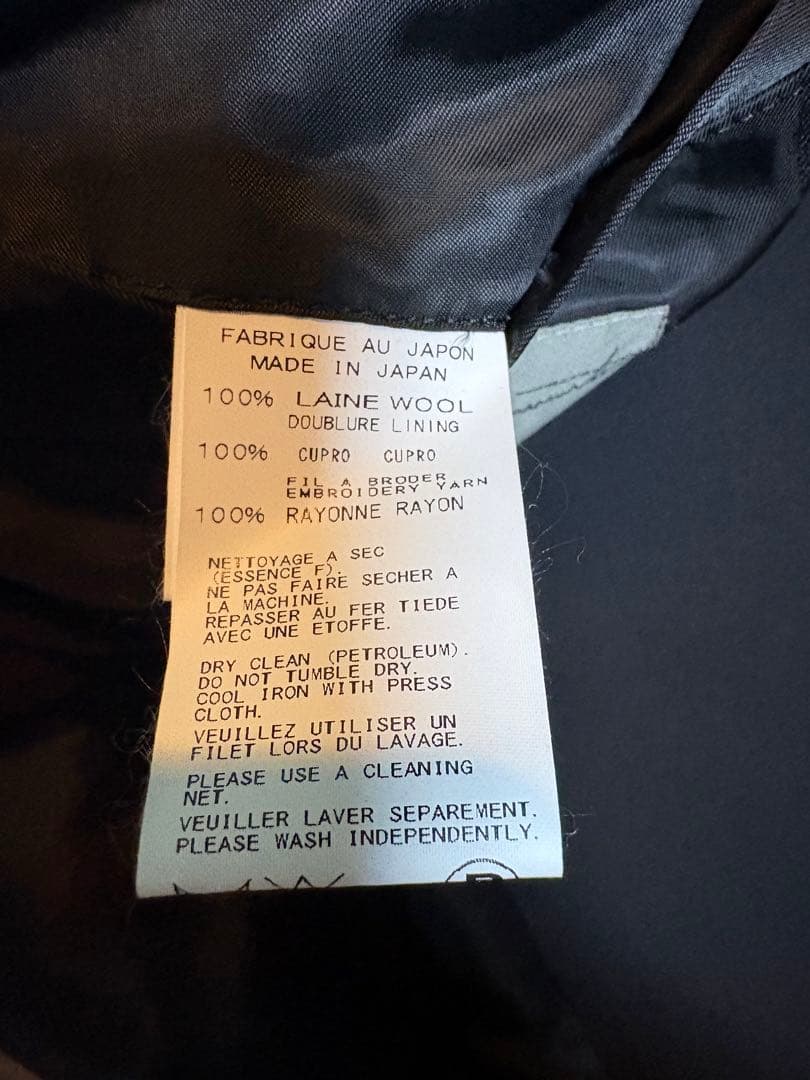 FABRIQUE AU JAPON
MADE IN JAPAN
100% LAINE WOOL
DOUBLURE LINING
100% CUPRO CUPRO
FIL A BRODER
EMBROIDERY YARN
100% RAYONNE RAYON
NETTOYAGE A SEC
(ESSENCE F).
NE PAS FAIRE SECHER A
LA MACHINE.
REPASSER AU FER TIEDE
AVEC UNE ETOFFE.
DRY CLEAN (PETROLEUM).
DO NOT TUMBLE DRY.
COOL IRON WITH PRESS
CLOTH.
VEUILLEZ UTILISER UN
FILET LORS DU LAVAGE.
PLEASE USE A CLEANING
NET.
VEUILLER LAVER SEPAREMENT.
PLEASE WASH INDEPENDENTLY.